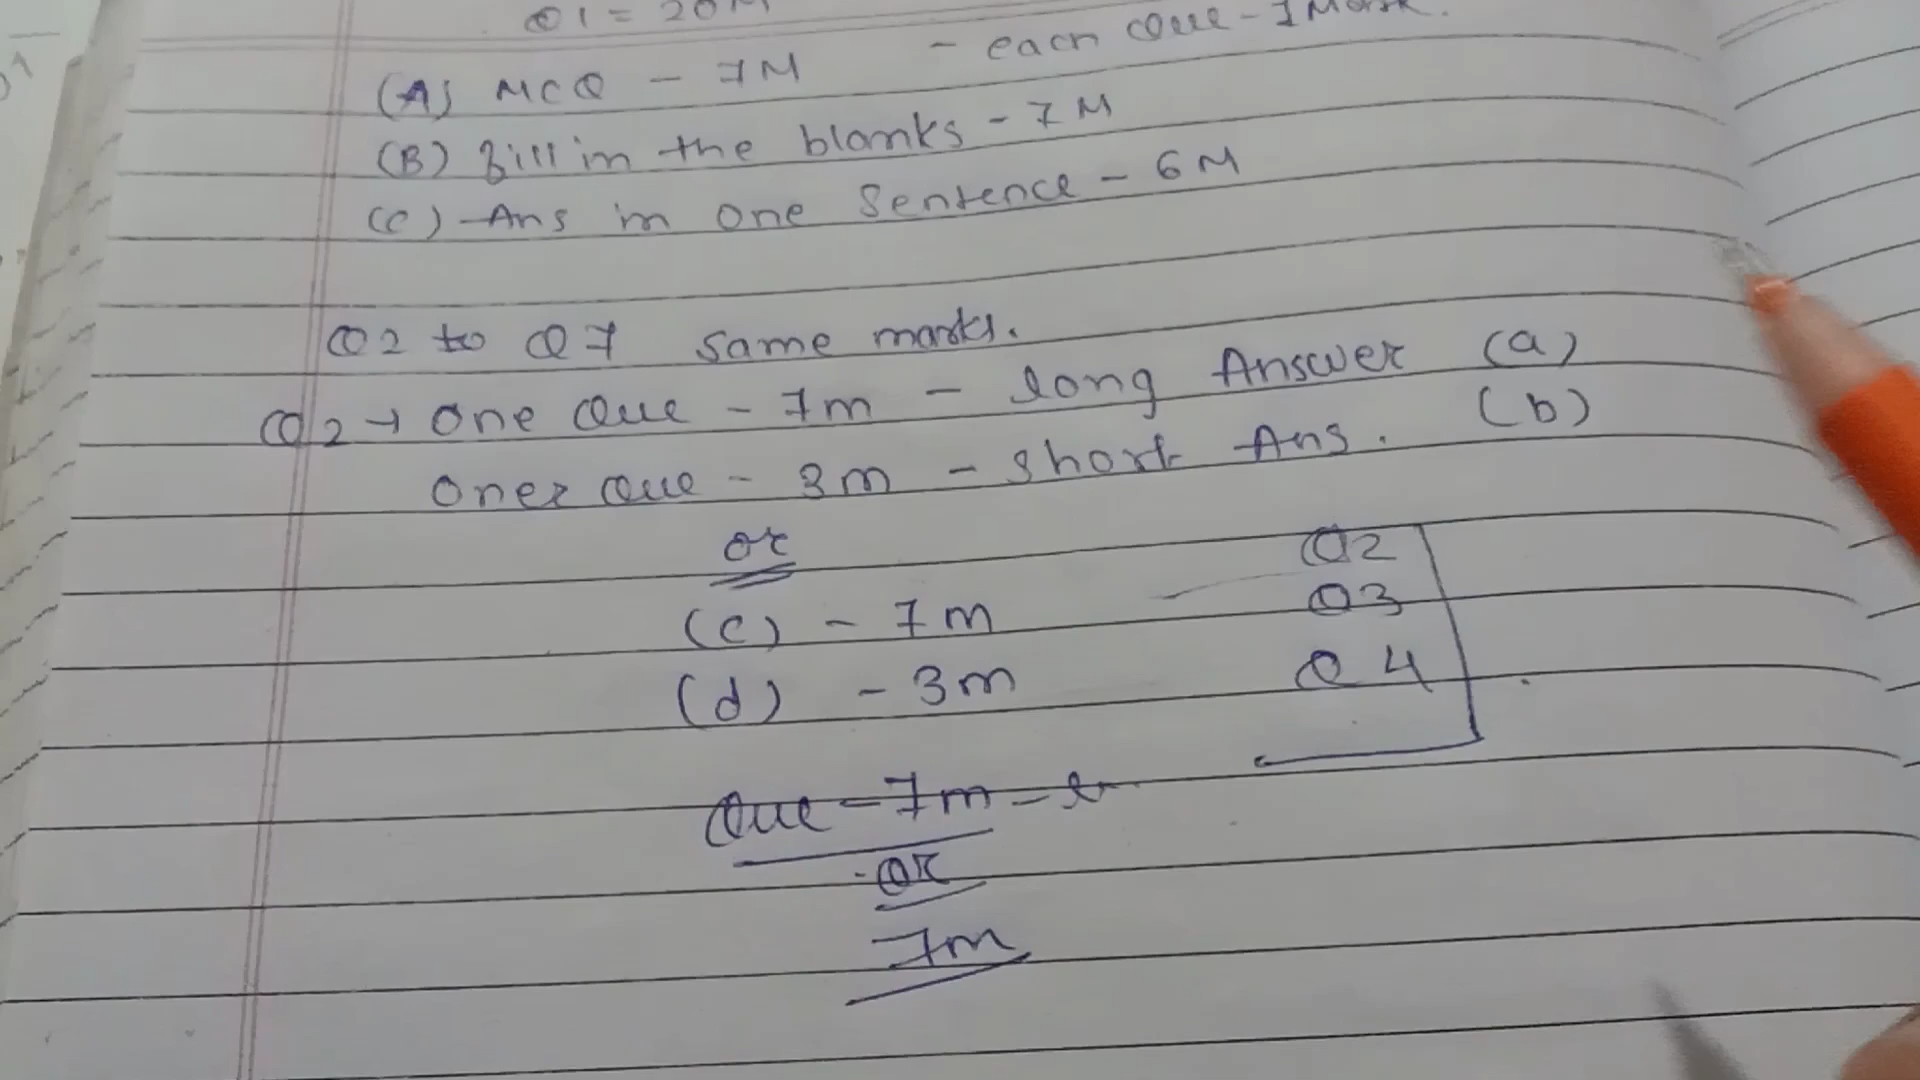 Q1 = 20M
- each Que - 1 Mark.
(A) MCQ - 7M
(B) fill in the blanks - 7M
(C) Ans in one Sentence - 6M
Q2 to Q7 same marks.
Q2 → One Que - 7m - long Answer (a)
One Que - 3m - short Ans. (b)
or
(c) - 7m
(d) - 3m
Q2
Q3
Q4
Que - 7m -
or
7m